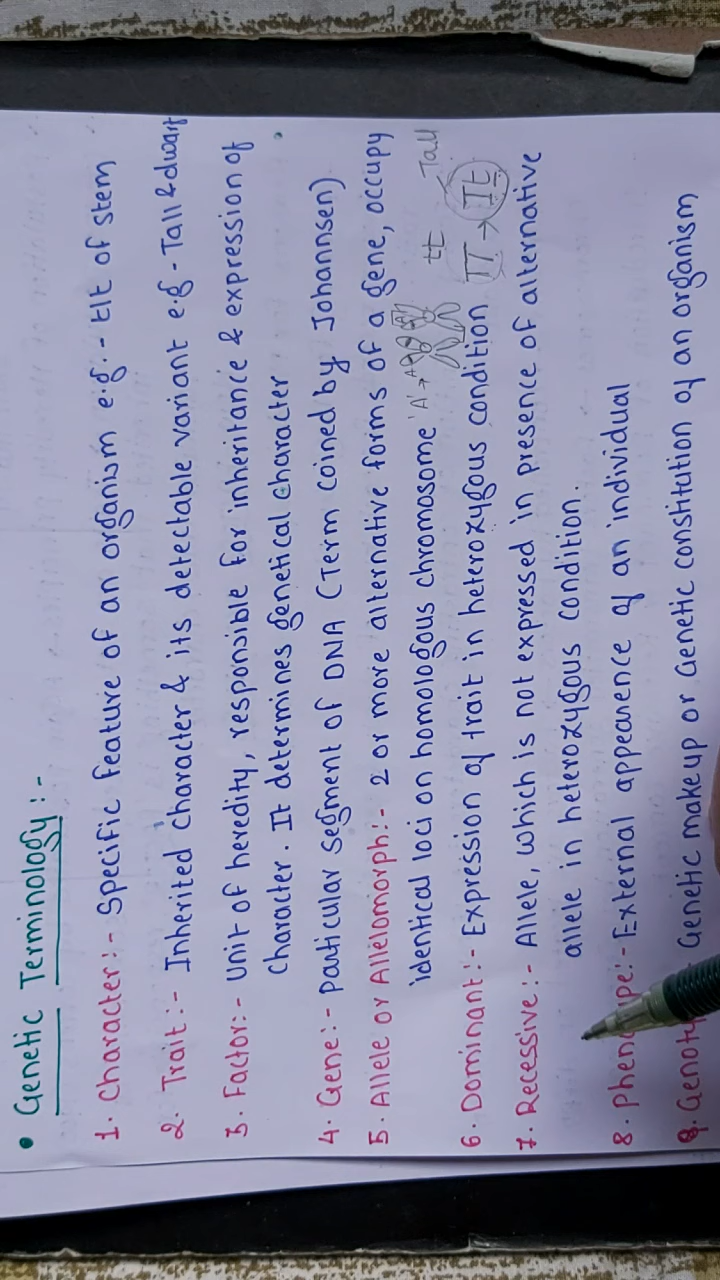 • Genetic Terminology :-
1. Character :- Specific feature of an organism e.g. :- Ht of stem
2. Trait :- Inherited character & its detectable variant e.g - Tall & dwarf
3. Factor :- Unit of heredity, responsible for inheritance & expression of
character. It determines genetical character
4. Gene :- Particular segment of DNA (Term coined by Johannsen)
5. Allele or Allelomorph :- 2 or more alternative forms of a gene, occupy
identical loci on homologous chromosome
tt Tall
TT → Tt
6. Dominant :- Expression of trait in heterozygous condition
7. Recessive :- Allele, which is not expressed in presence of alternative
allele in heterozygous condition.
8. :- External appearence of an individual
9. Genetic makeup or Genetic constitution of an organism